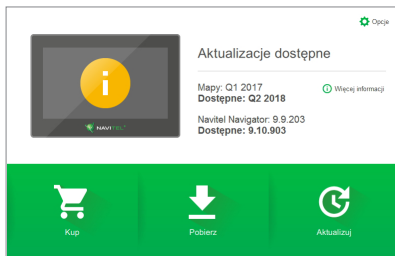 Opcje
Aktualizacje dostępne
Mapy: Q1 2017
Więcej informacji
Dostępne: Q2 2018
Navitel Navigator: 9.9.203
Dostępne: 9.10.903
NAVITEL
Kup
Pobierz
Aktualizuj